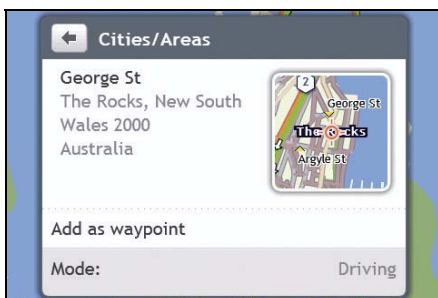 Cities/Areas
George St
The Rocks, New South
Wales 2000
Australia
2
George St
The Rocks
Argyle St
Add as waypoint
Mode: Driving